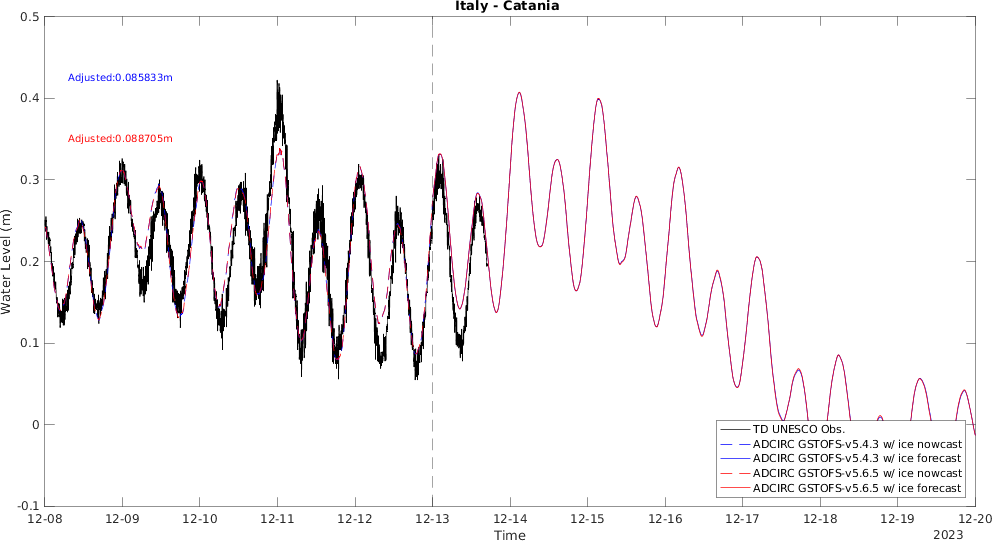 Italy - Catania
Adjusted:0.085833m
Adjusted:0.088705m
Water Level (m)
0.5
0.4
0.3
0.2
0.1
0
-0.1
12-08 12-09 12-10 12-11 12-12 12-13 12-14 12-15 12-16 12-17 12-18 12-19 12-20
Time
2023
TD UNESCO Obs.
ADCIRC GSTOFS-v5.4.3 w/ ice nowcast
ADCIRC GSTOFS-v5.4.3 w/ ice forecast
ADCIRC GSTOFS-v5.6.5 w/ ice nowcast
ADCIRC GSTOFS-v5.6.5 w/ ice forecast